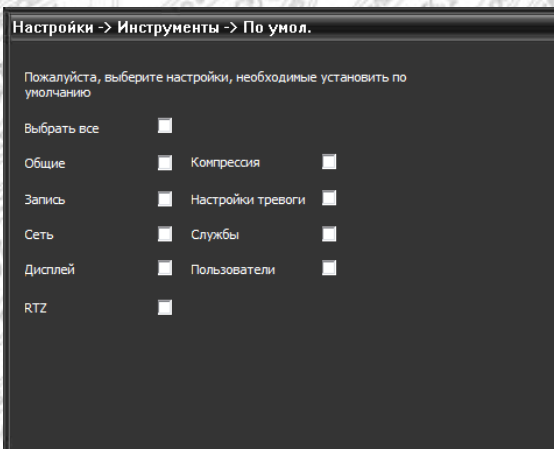 Настройки -> Инструменты -> По умол.
Пожалуйста, выберите настройки, необходимые установить по
умолчанию
Выбрать все
Общие Компрессия
Запись Настройки тревоги
Сеть Службы
Дисплей Пользователи
RTZ